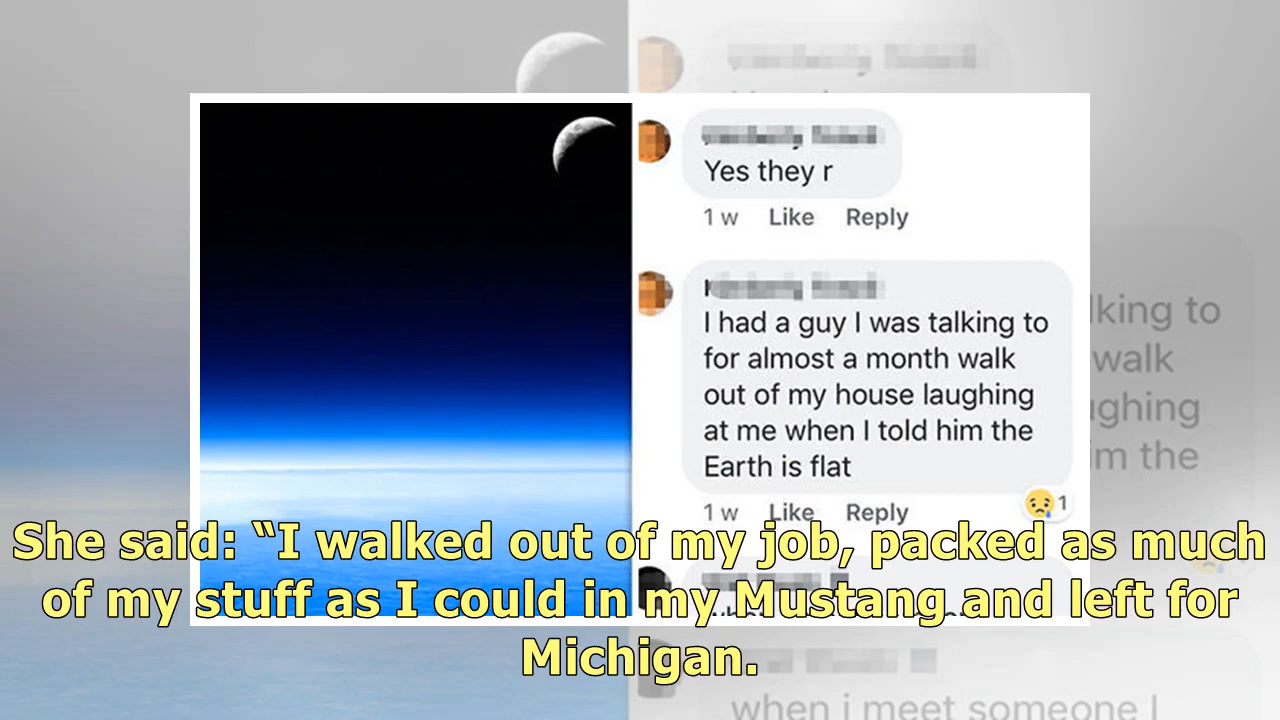 Yes they r
1 w Like Reply
I had a guy I was talking to
for almost a month walk
out of my house laughing
at me when I told him the
Earth is flat
1
1 w Like Reply
She said: “I walked out of my job, packed as much
of my stuff as I could in my Mustang and left for
Michigan.
lking to
walk
ughing
im the
when i meet someone I